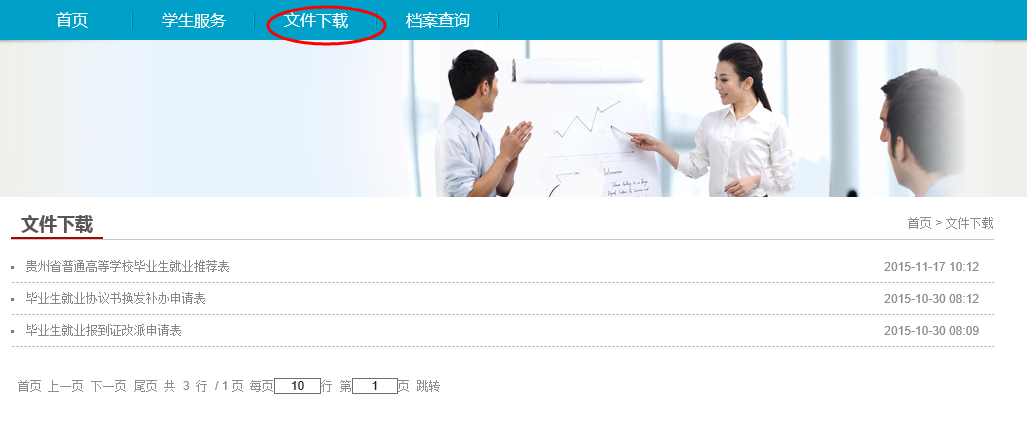 首页 学生服务 文件下载 档案查询
文件下载
首页 > 文件下载
贵州省普通高等学校毕业生就业推荐表 2015-11-17 10:12
毕业生就业协议书换发补办申请表 2015-10-30 08:12
毕业生就业报到证改派申请表 2015-10-30 08:09
首页 上一页 下一页 尾页 共 3 行 / 1 页 每页 10 行 第 1 页 跳转